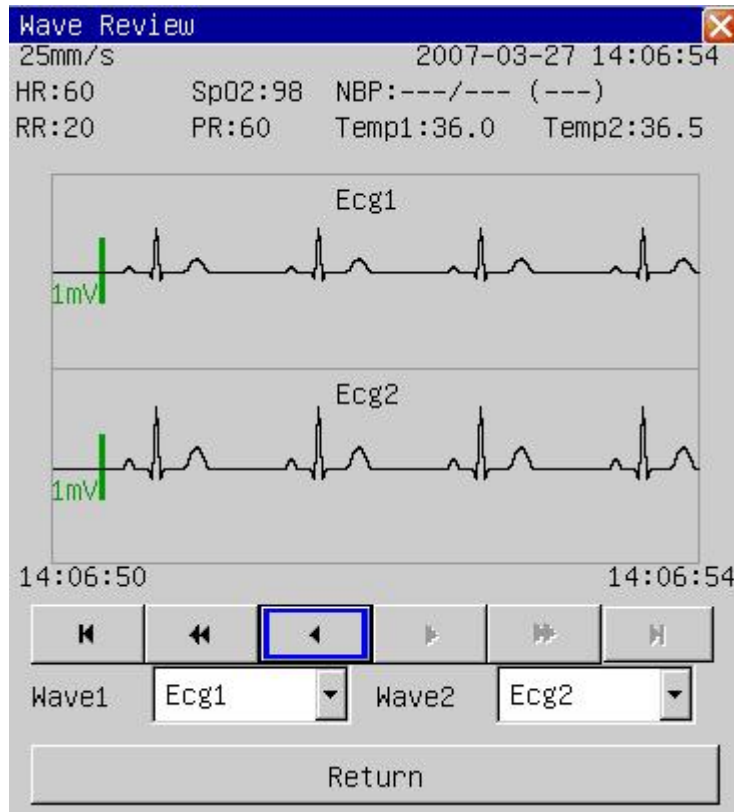 Wave Review
25mm/s 2007-03-27 14:06:54
HR:60 SpO2:98 NBP:---/--- (---)
RR:20 PR:60 Temp1:36.0 Temp2:36.5
Ecg1
1mV
Ecg2
1mV
14:06:50 14:06:54
Wave1 Ecg1 Wave2 Ecg2
Return